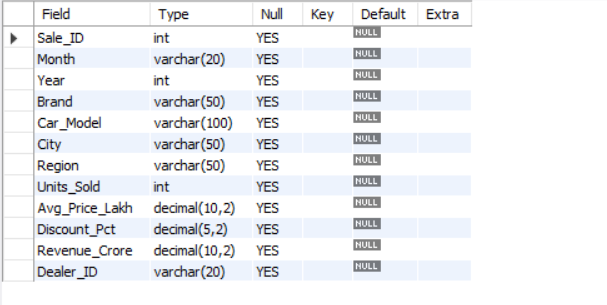 Field Type Null Key Default Extra
Sale_ID int YES NULL
Month varchar(20) YES NULL
Year int YES NULL
Brand varchar(50) YES NULL
Car_Model varchar(100) YES NULL
City varchar(50) YES NULL
Region varchar(50) YES NULL
Units_Sold int YES NULL
Avg_Price_Lakh decimal(10,2) YES NULL
Discount_Pct decimal(5,2) YES NULL
Revenue_Crore decimal(10,2) YES NULL
Dealer_ID varchar(20) YES NULL